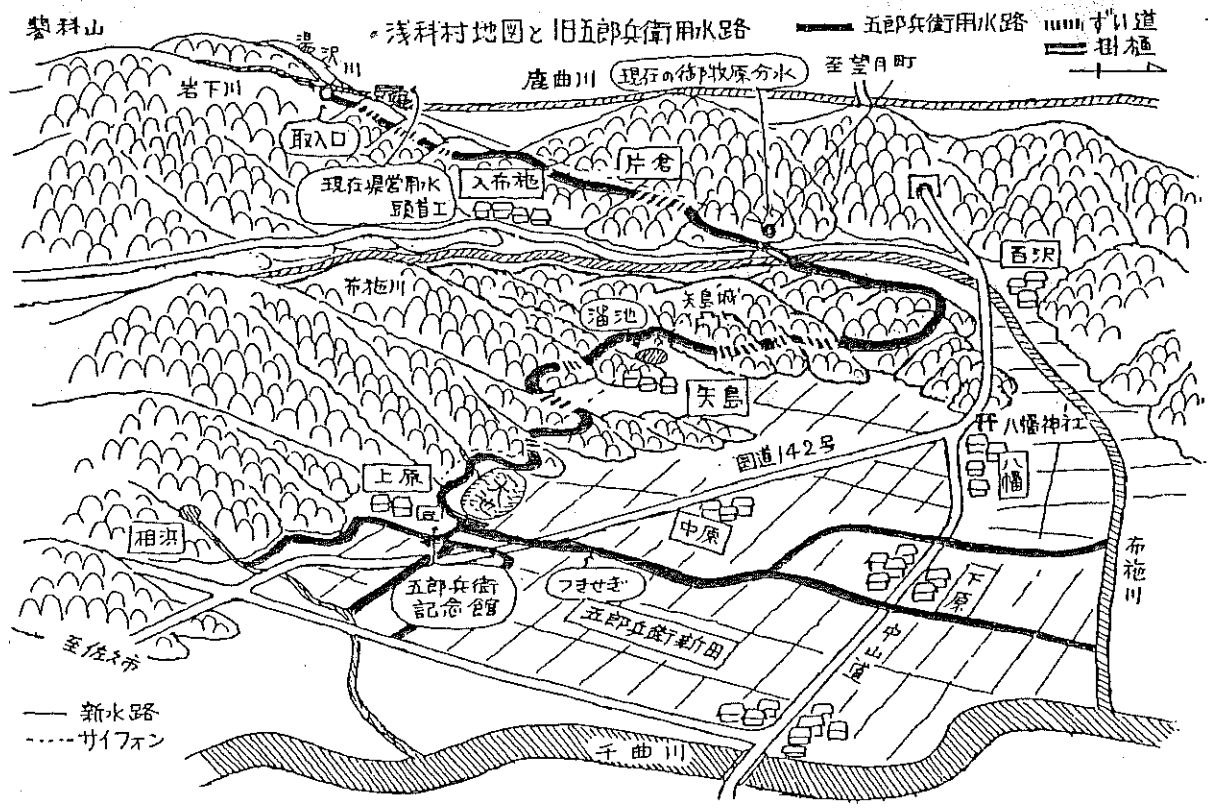 蓼科山
・浅科村地図と旧五郎兵衛用水路
五郎兵衛用水路
ずい道
掛樋
湯沢川
岩下川
鹿曲川
現在の御牧原分水
至望月町
取入口
片倉
現在県営用水
頭首工
入布施
百沢
布施川
矢島城
溜池
矢島
八幡神社
国道142号
八幡
上原
中原
相浜
五郎兵衛
記念館
つきせぎ
下原
布施川
五郎兵衛新田
中山道
至佐久市
新水路
サイフォン
千曲川